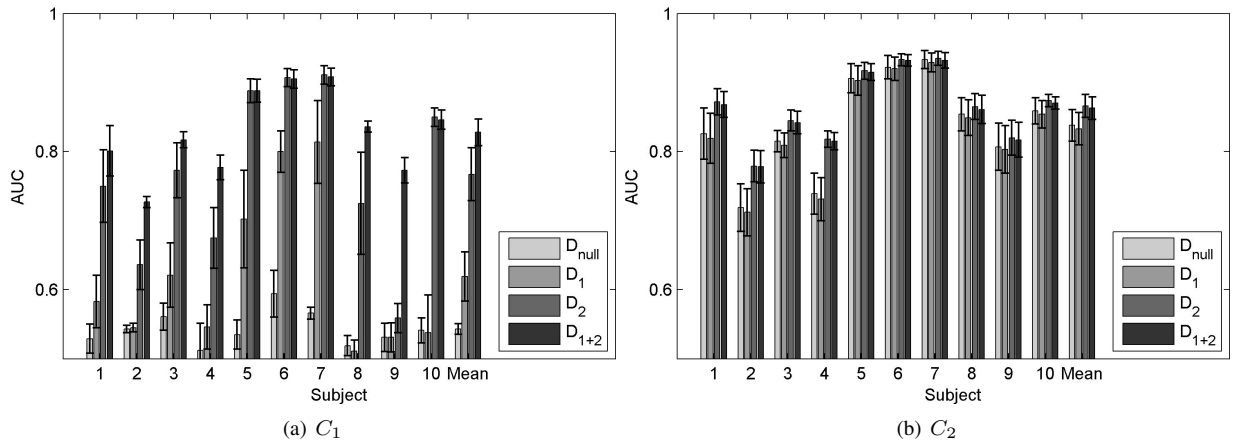 1
0.8
0.6
AUC
1 2 3 4 5 6 7 8 9 10 Mean
Subject
D_null
D_1
D_2
D_1+2
(a) C_1
1
0.8
0.6
AUC
1 2 3 4 5 6 7 8 9 10 Mean
Subject
D_null
D_1
D_2
D_1+2
(b) C_2